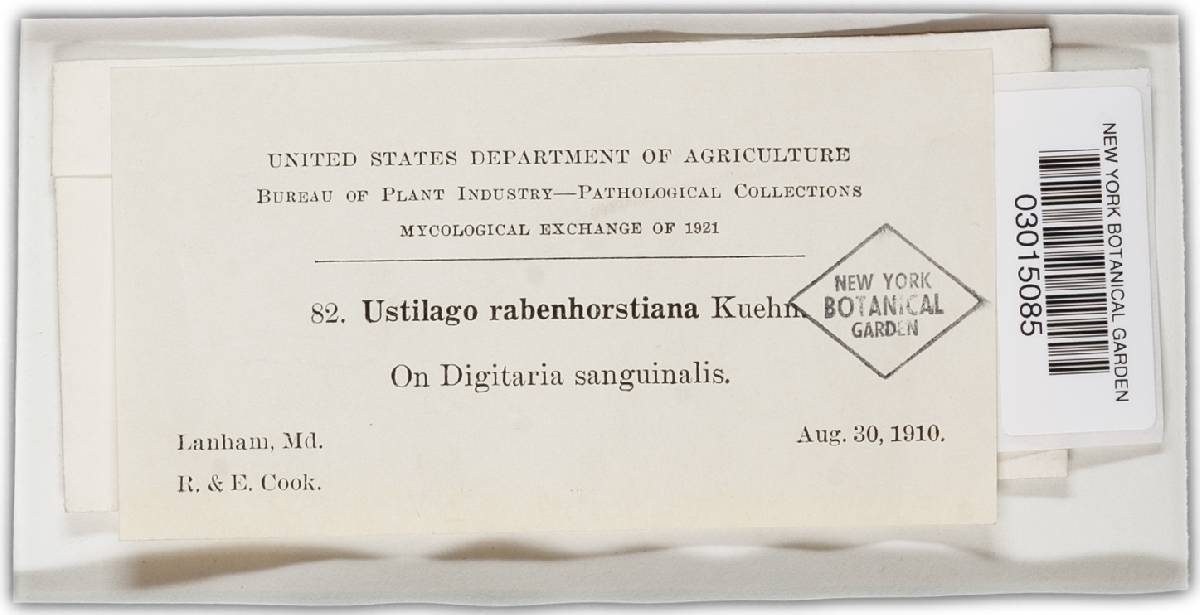 UNITED STATES DEPARTMENT OF AGRICULTURE
BUREAU OF PLANT INDUSTRY—PATHOLOGICAL COLLECTIONS
MYCOLOGICAL EXCHANGE OF 1921
82. Ustilago rabenhorstiana Kuehn.
On Digitaria sanguinalis.
Lanham, Md.
Aug. 30, 1910.
R. & E. Cook.
NEW YORK
BOTANICAL
GARDEN
NEW YORK BOTANICAL GARDEN
03015085